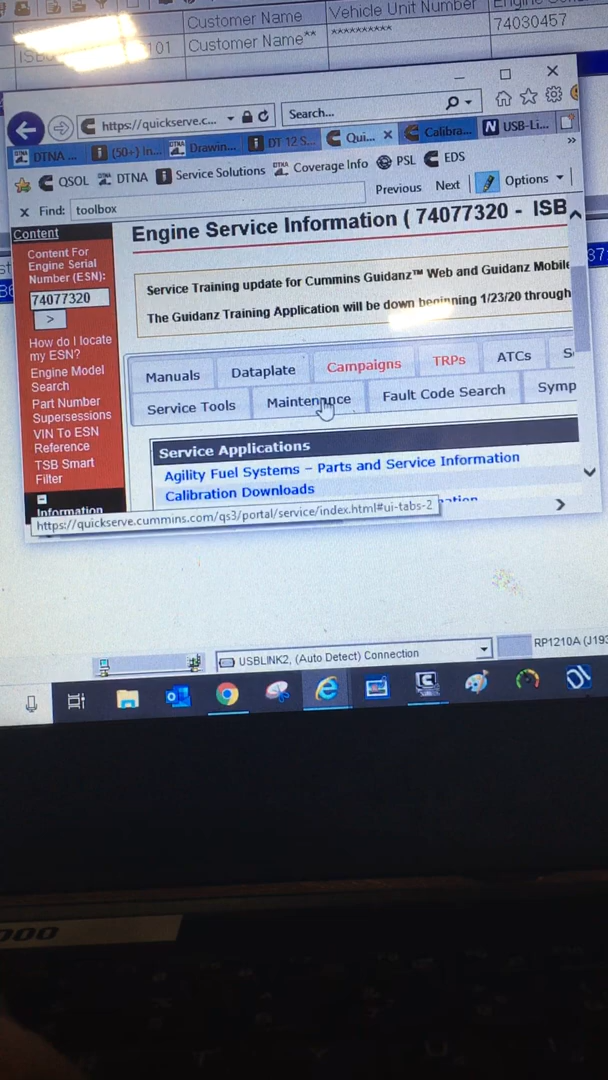 Customer Name
Vehicle Unit Number
101
Customer Name**
**********
74030457
https://quickserve.c...
Search...
DTNA ...
(50+) In...
DTNA Drawin...
DT 12 S...
Qui...
Calibra...
USB-Li...
QSOL
DTNA
Service Solutions
DTNA Coverage Info
PSL
EDS
X Find: toolbox
Previous
Next
Options
Content
Content For
Engine Serial
Number (ESN):
74077320
>
How do I locate
my ESN?
Engine Model
Search
Part Number
Supersessions
VIN To ESN
Reference
TSB Smart
Filter
Information
Engine Service Information ( 74077320 - ISB
Service Training update for Cummins Guidanz™ Web and Guidanz Mobile
The Guidanz Training Application will be down beginning 1/23/20 through
Manuals
Dataplate
Campaigns
TRPs
ATCs
S
Service Tools
Maintenance
Fault Code Search
Symp
Service Applications
Agility Fuel Systems – Parts and Service Information
Calibration Downloads
https://quickserve.cummins.com/qs3/portal/service/index.html#ui-tabs-2
USBLINK2, (Auto Detect) Connection
RP1210A (J193
000